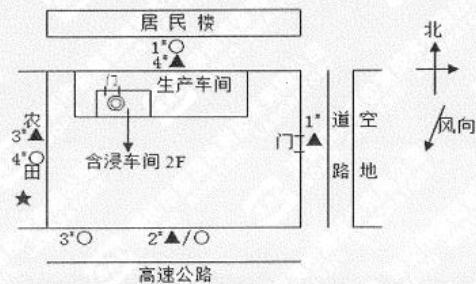 居民楼
1#○
4#▲
北
门
生产车间
农田
3#▲
4#○
★
含浸车间 2F
门
1#
▲
道路
空地
风向
3#○
2#▲/○
高速公路